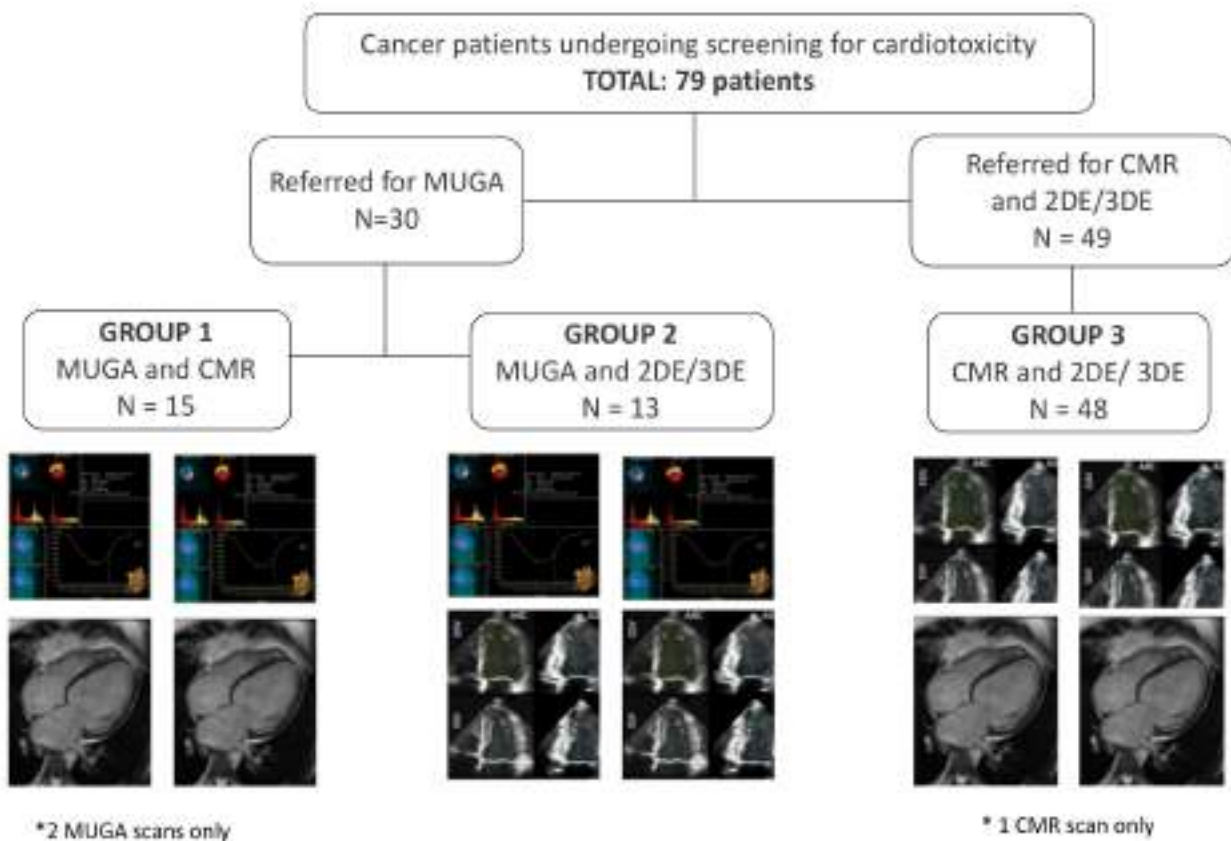 Cancer patients undergoing screening for cardiotoxicity
TOTAL: 79 patients
Referred for MUGA
N=30
Referred for CMR
and 2DE/3DE
N = 49
GROUP 1
MUGA and CMR
N = 15
GROUP 2
MUGA and 2DE/3DE
N = 13
GROUP 3
CMR and 2DE/ 3DE
N = 48
*2 MUGA scans only
* 1 CMR scan only